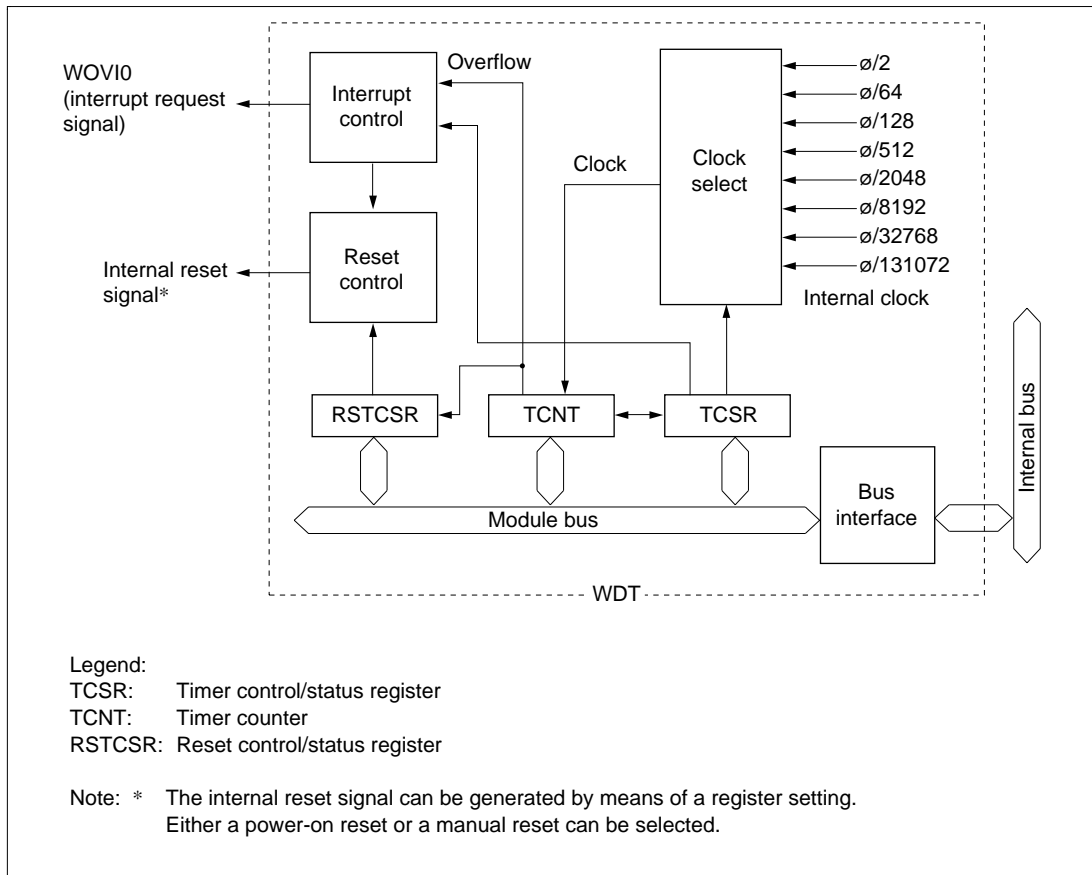 WOVI0
(interrupt request
signal)
Interrupt
control
Overflow
Clock
Clock
select
ø/2
ø/64
ø/128
ø/512
ø/2048
ø/8192
ø/32768
ø/131072
Internal clock
Internal reset
signal*
Reset
control
RSTCSR
TCNT
TCSR
Module bus
Bus
interface
Internal bus
WDT
Legend:
TCSR: Timer control/status register
TCNT: Timer counter
RSTCSR: Reset control/status register
Note: * The internal reset signal can be generated by means of a register setting.
Either a power-on reset or a manual reset can be selected.